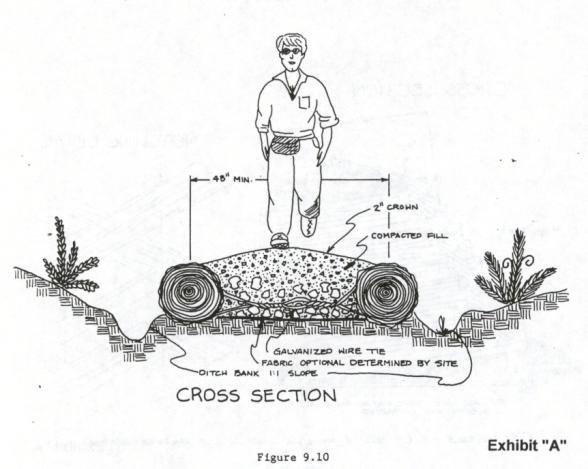 48" MIN.
2" CROWN
COMPACTED FILL
GALVANIZED WIRE TIE
FABRIC OPTIONAL DETERMINED BY SITE
DITCH BANK 1:1 SLOPE
CROSS SECTION
Exhibit "A"
Figure 9.10